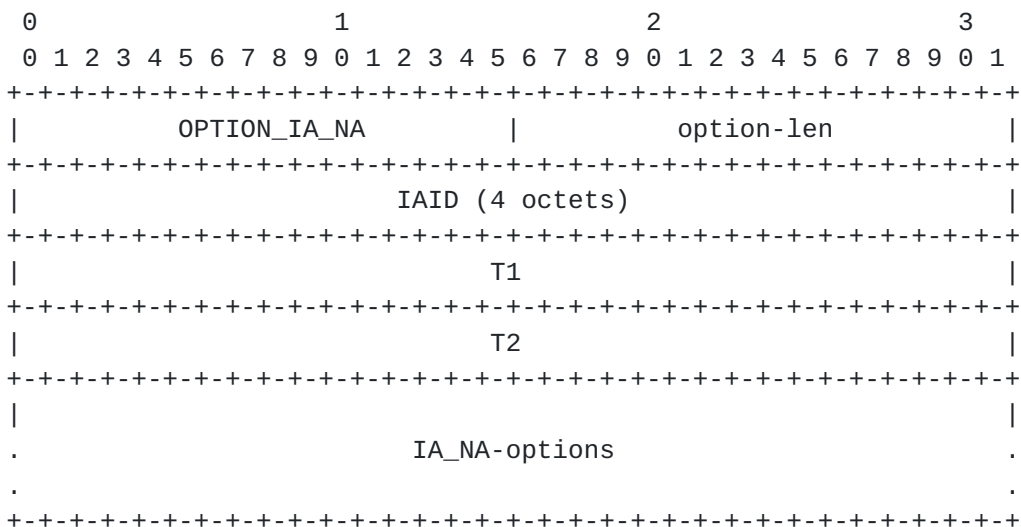 0                   1                   2                   3
 0 1 2 3 4 5 6 7 8 9 0 1 2 3 4 5 6 7 8 9 0 1 2 3 4 5 6 7 8 9 0 1
+-+-+-+-+-+-+-+-+-+-+-+-+-+-+-+-+-+-+-+-+-+-+-+-+-+-+-+-+-+-+-+-+
|          OPTION_IA_NA         |          option-len           |
+-+-+-+-+-+-+-+-+-+-+-+-+-+-+-+-+-+-+-+-+-+-+-+-+-+-+-+-+-+-+-+-+
|                        IAID (4 octets)                        |
+-+-+-+-+-+-+-+-+-+-+-+-+-+-+-+-+-+-+-+-+-+-+-+-+-+-+-+-+-+-+-+-+
|                              T1                               |
+-+-+-+-+-+-+-+-+-+-+-+-+-+-+-+-+-+-+-+-+-+-+-+-+-+-+-+-+-+-+-+-+
|                              T2                               |
+-+-+-+-+-+-+-+-+-+-+-+-+-+-+-+-+-+-+-+-+-+-+-+-+-+-+-+-+-+-+-+-+
|                                                               |
.                         IA_NA-options                         .
.                                                               .
+-+-+-+-+-+-+-+-+-+-+-+-+-+-+-+-+-+-+-+-+-+-+-+-+-+-+-+-+-+-+-+-+